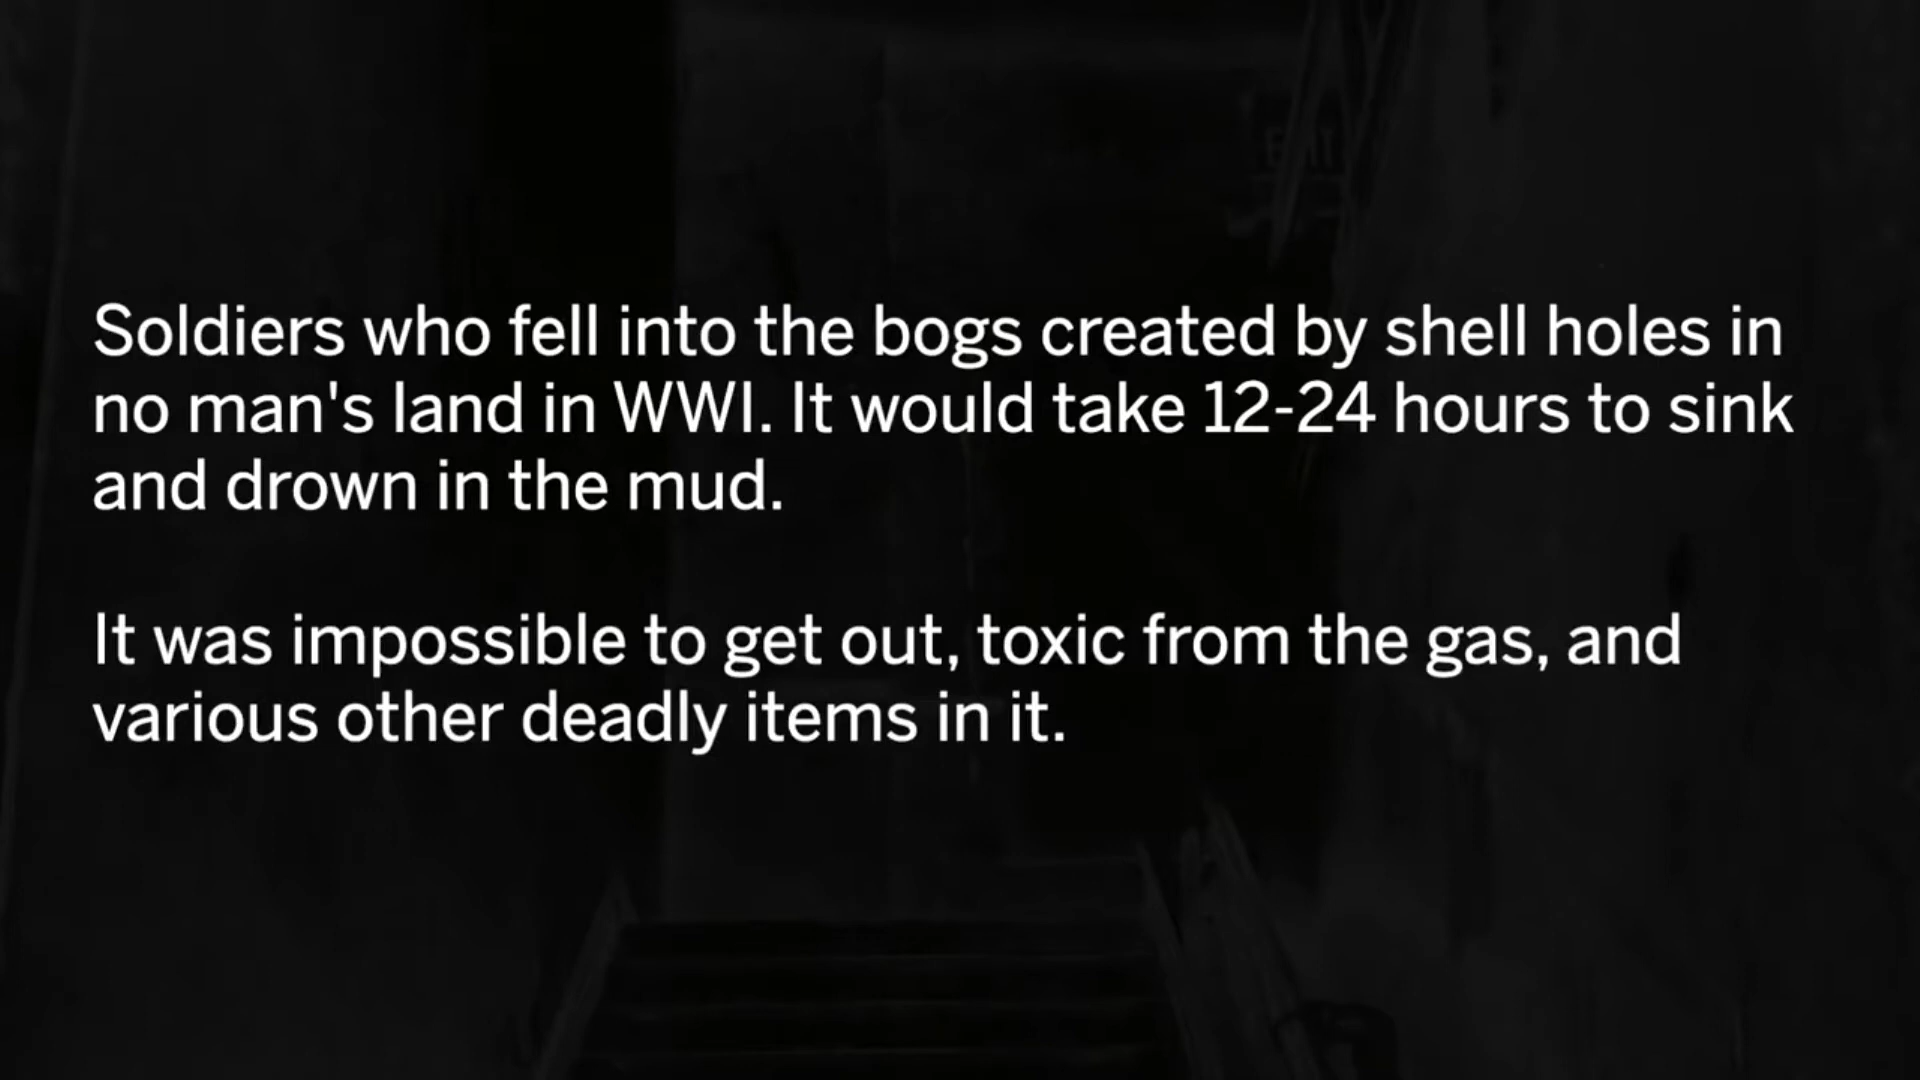 Soldiers who fell into the bogs created by shell holes in
no man's land in WWI. It would take 12-24 hours to sink
and drown in the mud.
It was impossible to get out, toxic from the gas, and
various other deadly items in it.